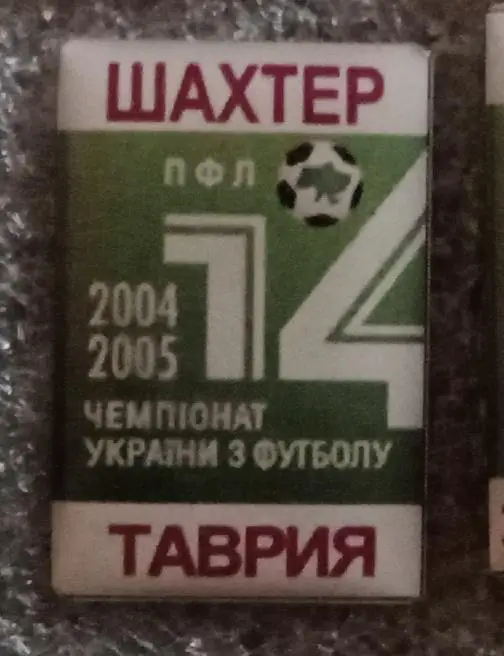 ШАХТЕР
ПФЛ
14
2004
2005
ЧЕМПІОНАТ
УКРАЇНИ З ФУТБОЛУ
ТАВРИЯ